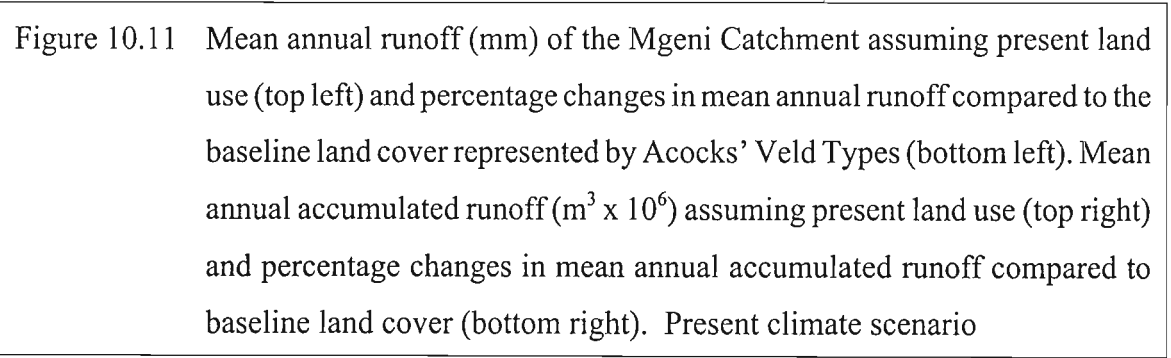 Figure 10.11 Mean annual runoff (mm) of the Mgeni Catchment assuming present land
use (top left) and percentage changes in mean annual runoff compared to the
baseline land cover represented by Acocks' Veld Types (bottom left). Mean
annual accumulated runoff (m³ x 10⁶) assuming present land use (top right)
and percentage changes in mean annual accumulated runoff compared to
baseline land cover (bottom right). Present climate scenario